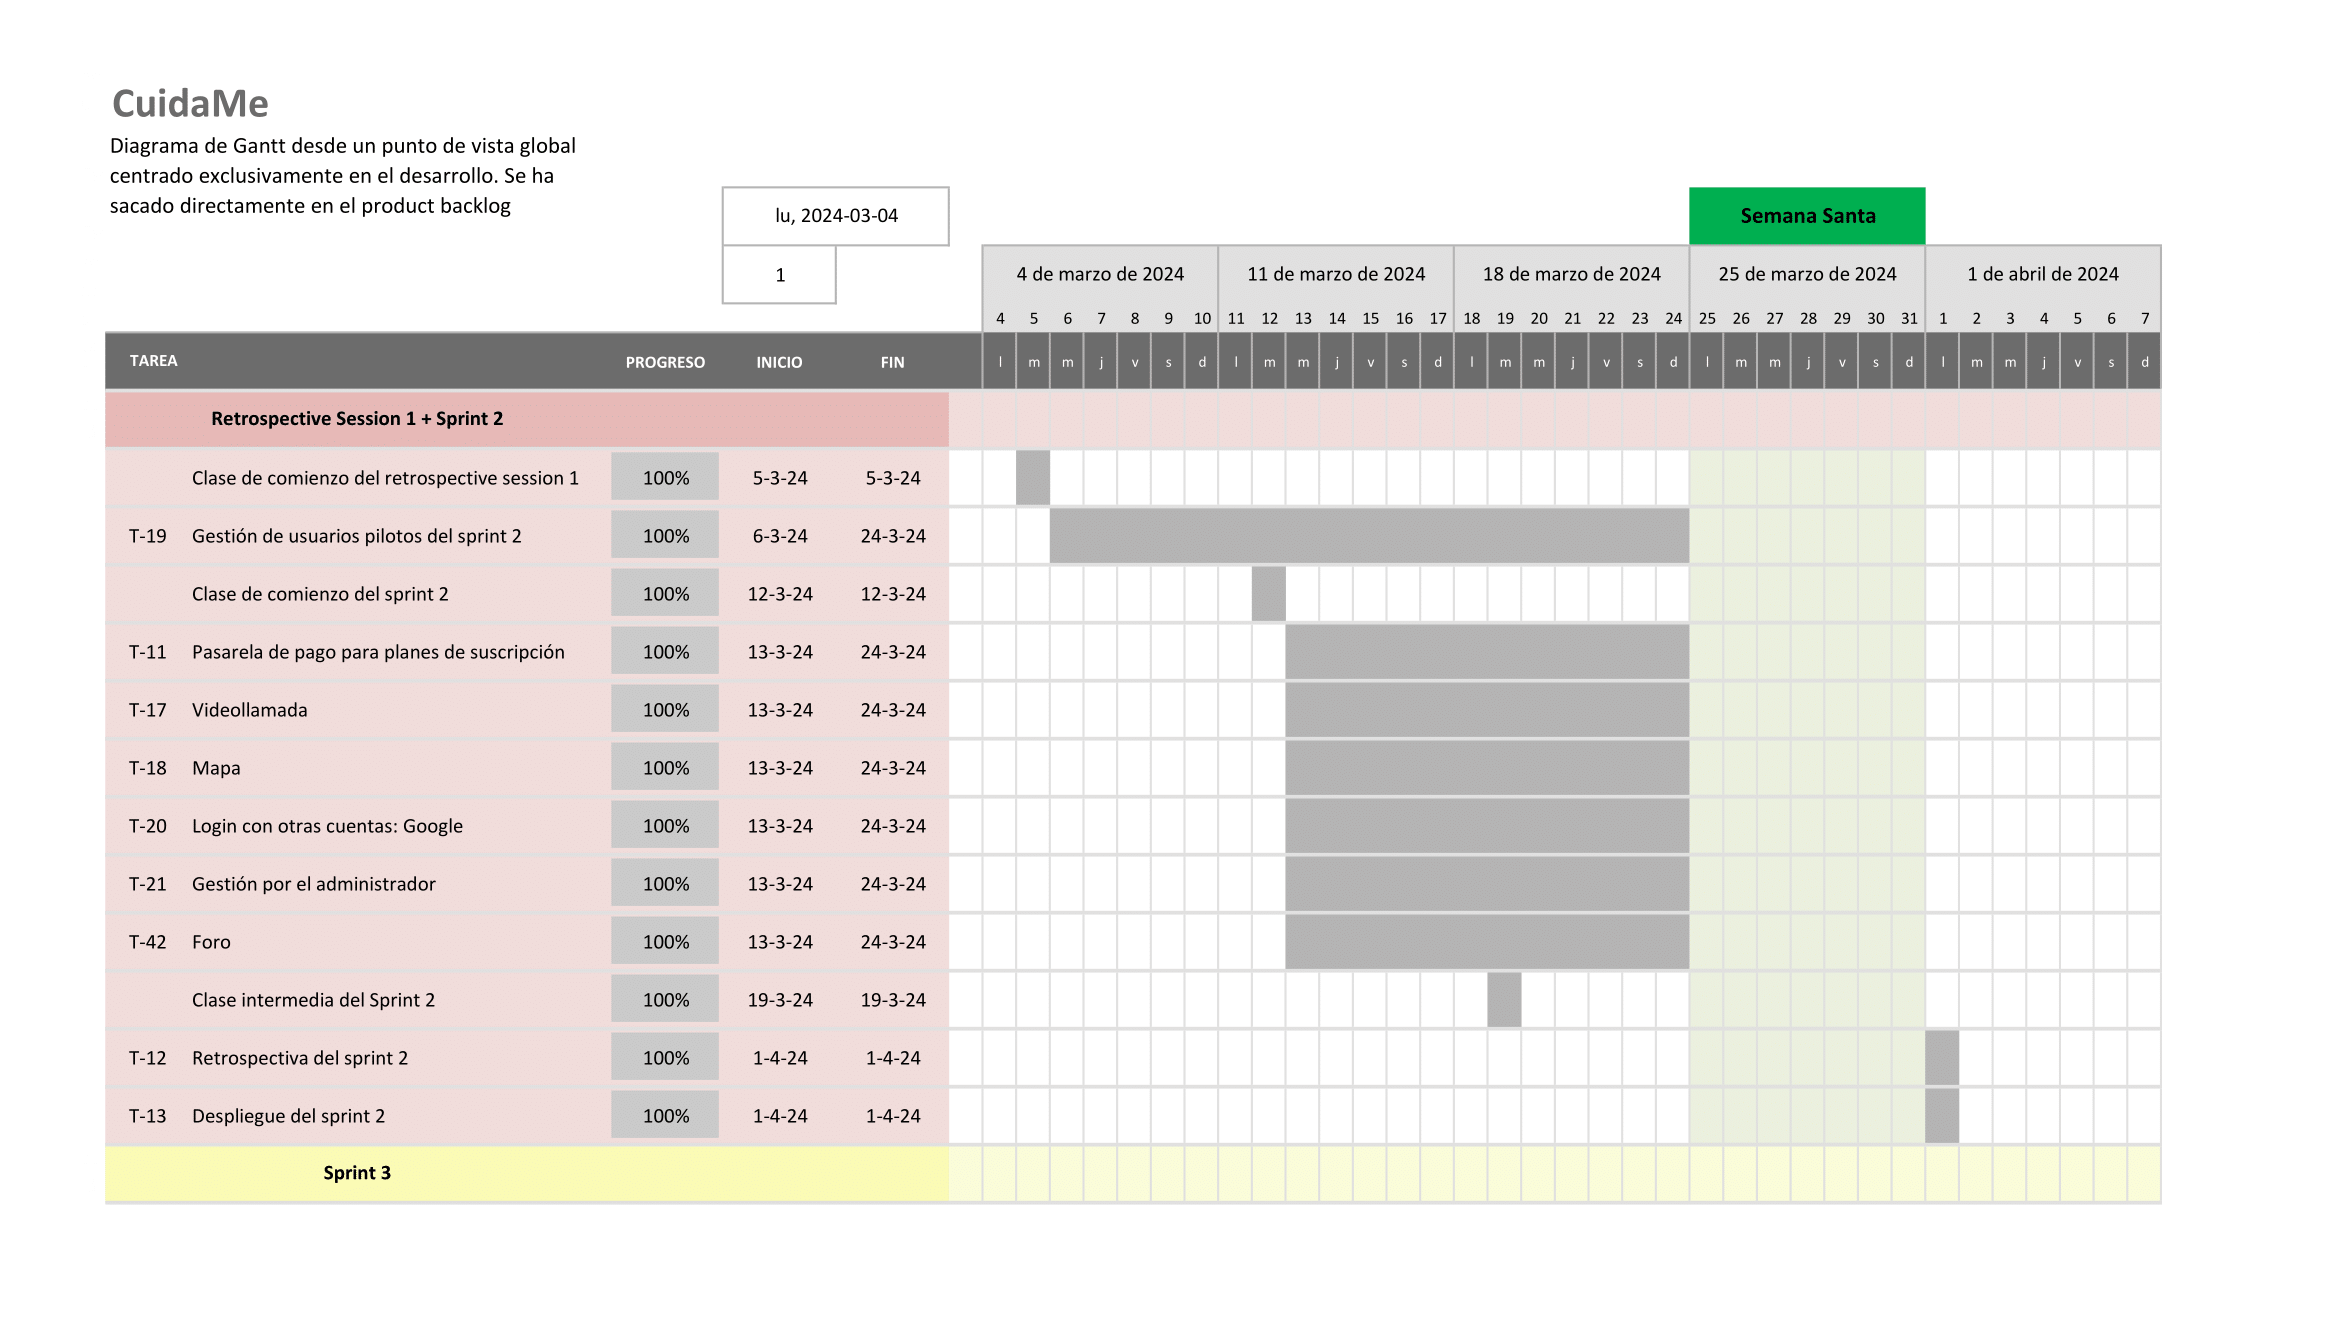 CuidaMe
Diagrama de Gantt desde un punto de vista global
centrado exclusivamente en el desarrollo. Se ha
sacado directamente en el product backlog
lu, 2024-03-04
Semana Santa
1
4 de marzo de 2024 11 de marzo de 2024 18 de marzo de 2024 25 de marzo de 2024 1 de abril de 2024
4 5 6 7 8 9 10 11 12 13 14 15 16 17 18 19 20 21 22 23 24 25 26 27 28 29 30 31 1 2 3 4 5 6 7
TAREA PROGRESO INICIO FIN l m m j v s d l m m j v s d l m m j v s d l m m j v s d l m m j v s d
Retrospective Session 1 + Sprint 2
Clase de comienzo del retrospective session 1 100% 5-3-24 5-3-24
T-19 Gestión de usuarios pilotos del sprint 2 100% 6-3-24 24-3-24
Clase de comienzo del sprint 2 100% 12-3-24 12-3-24
T-11 Pasarela de pago para planes de suscripción 100% 13-3-24 24-3-24
T-17 Videollamada 100% 13-3-24 24-3-24
T-18 Mapa 100% 13-3-24 24-3-24
T-20 Login con otras cuentas: Google 100% 13-3-24 24-3-24
T-21 Gestión por el administrador 100% 13-3-24 24-3-24
T-42 Foro 100% 13-3-24 24-3-24
Clase intermedia del Sprint 2 100% 19-3-24 19-3-24
T-12 Retrospectiva del sprint 2 100% 1-4-24 1-4-24
T-13 Despliegue del sprint 2 100% 1-4-24 1-4-24
Sprint 3